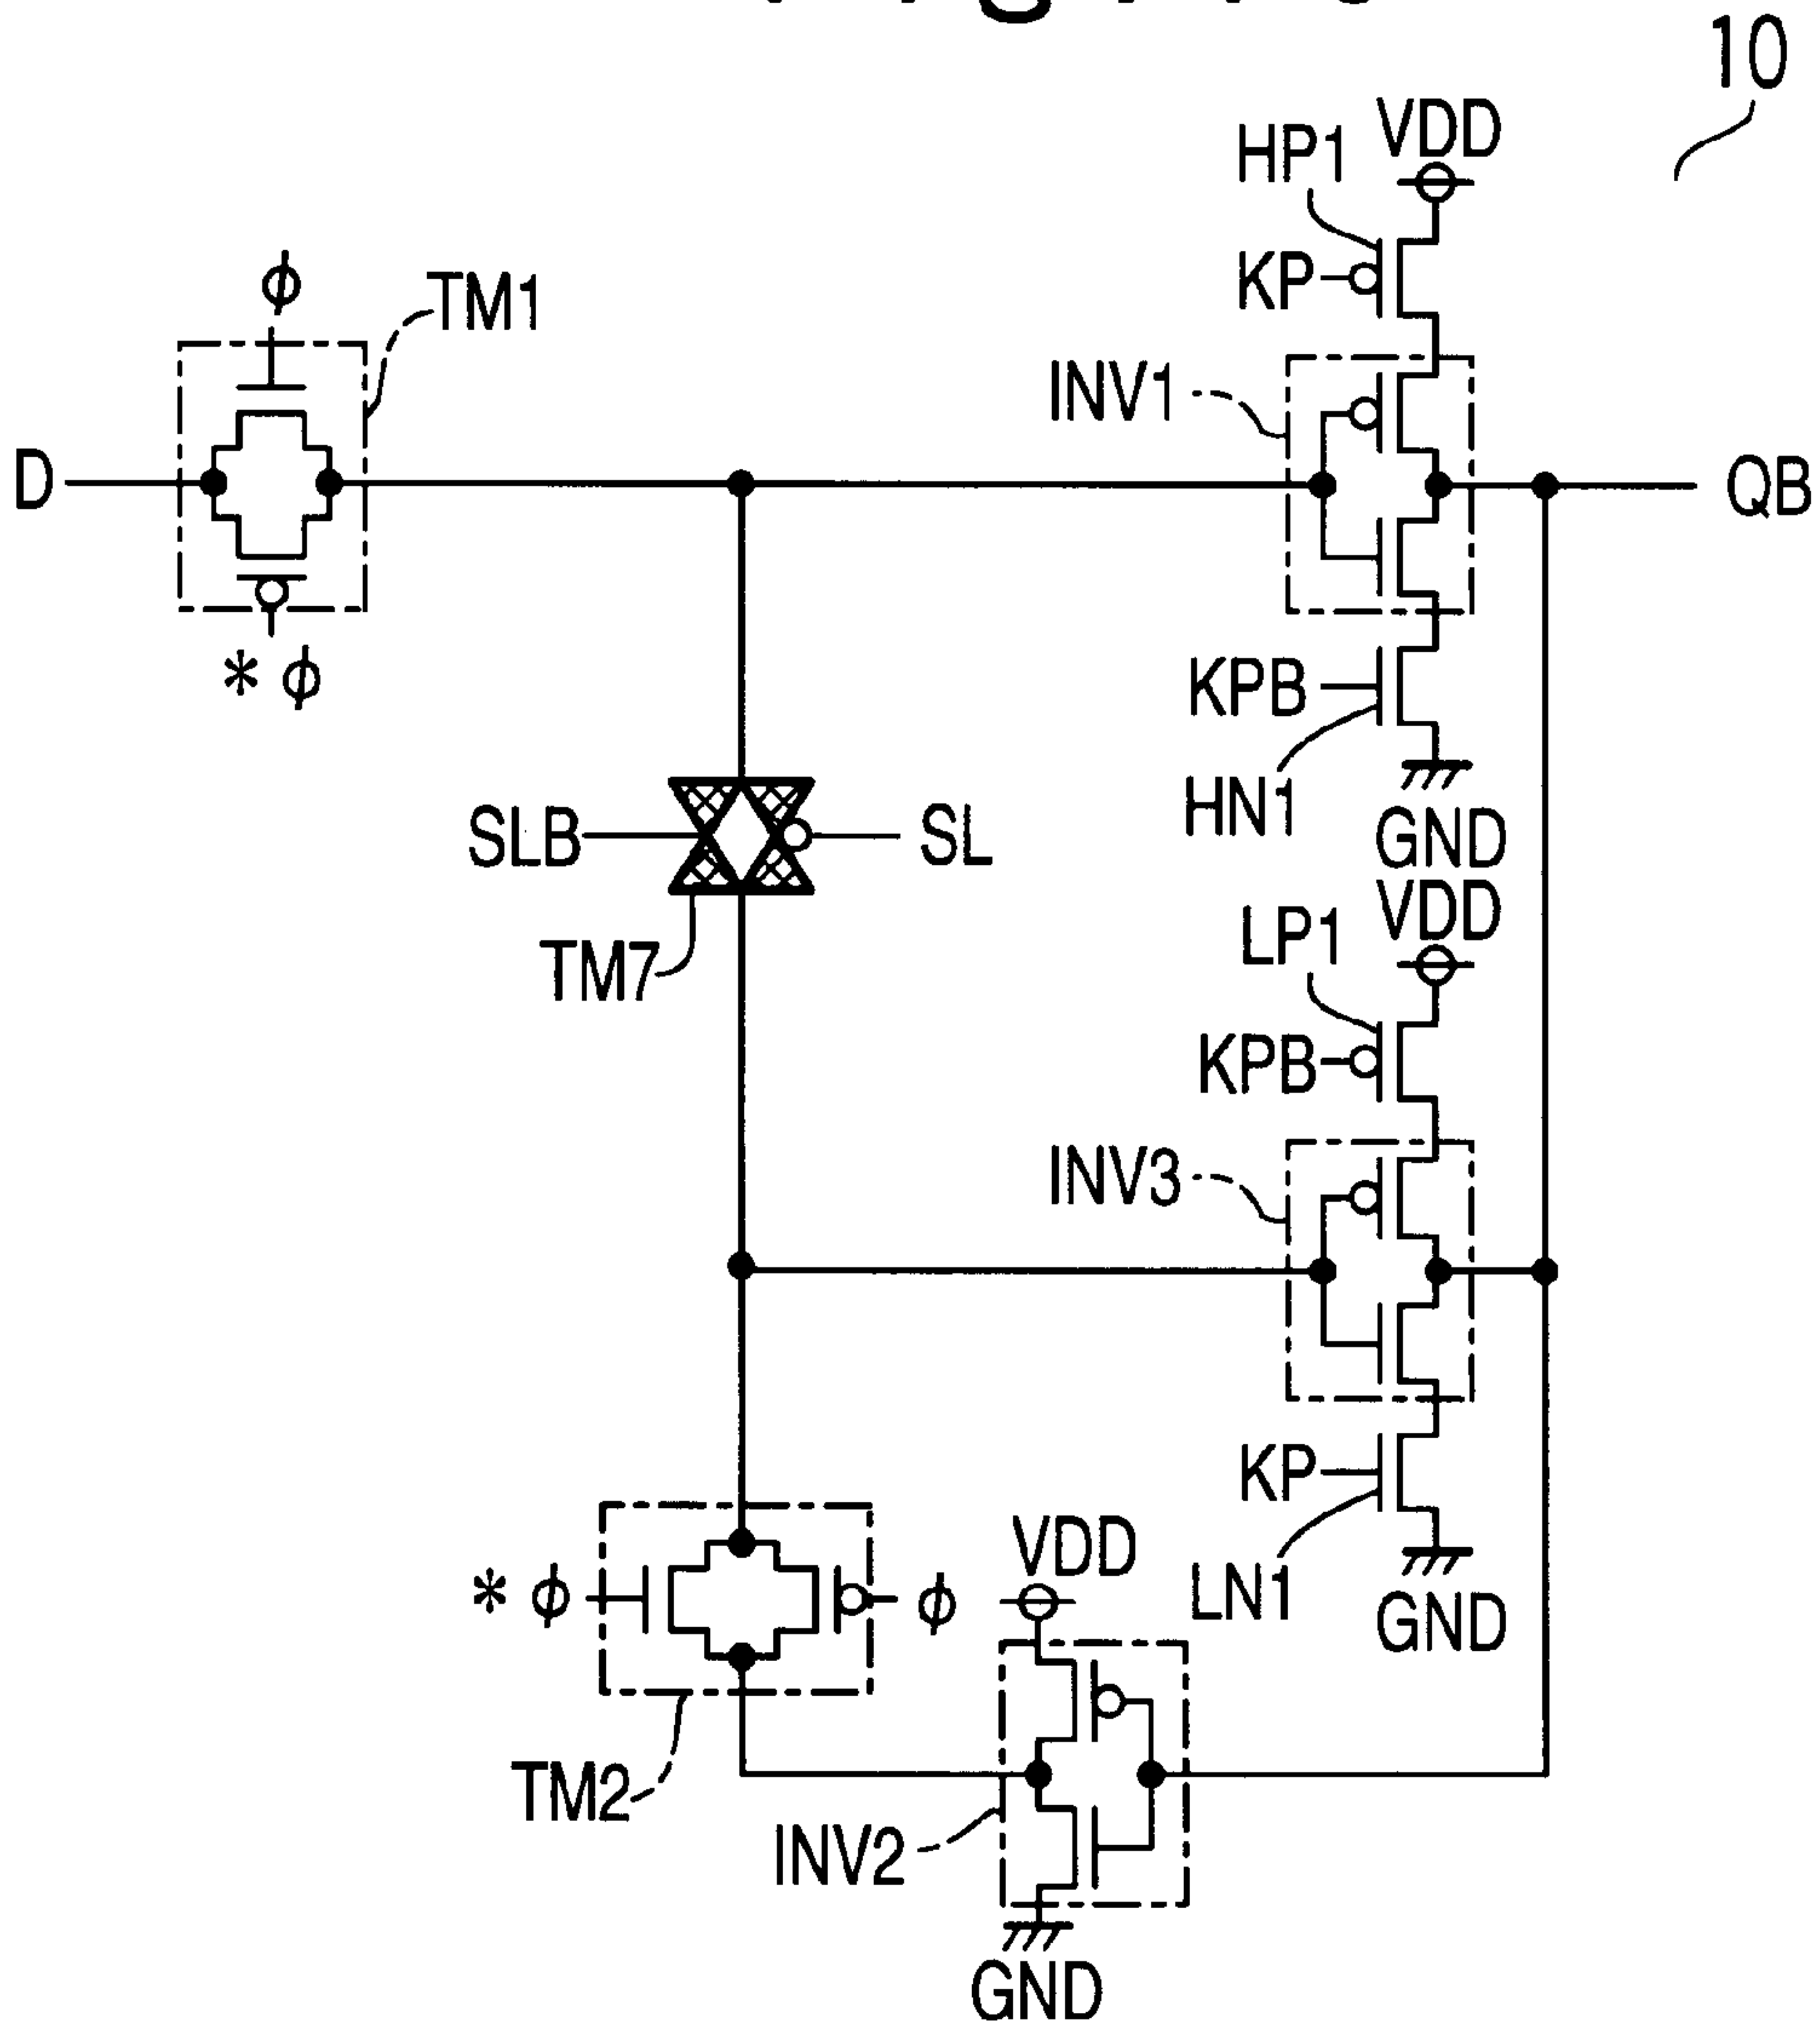 10
VDD
HP1
KP
ϕ
TM1
INV1
D
QB
* ϕ
KPB
HN1
GND
SLB
SL
TM7
VDD
LP1
KPB
INV3
KP
LN1
GND
* ϕ
ϕ
VDD
TM2
INV2
GND